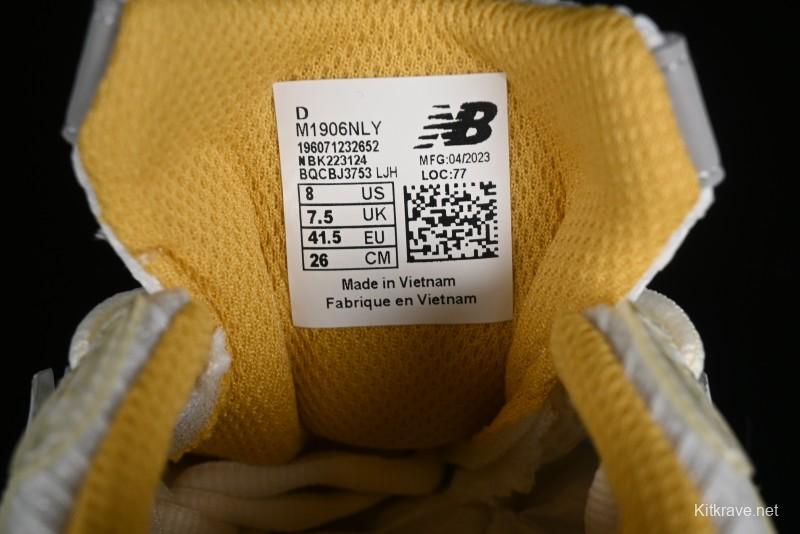 D
M1906NLY
196071232652
NBK223124
BQCBJ3753 LJH
NB
MFG:04/2023
LOC:77
8 US
7.5 UK
41.5 EU
26 CM
Made in Vietnam
Fabrique en Vietnam
Kitkrave.net